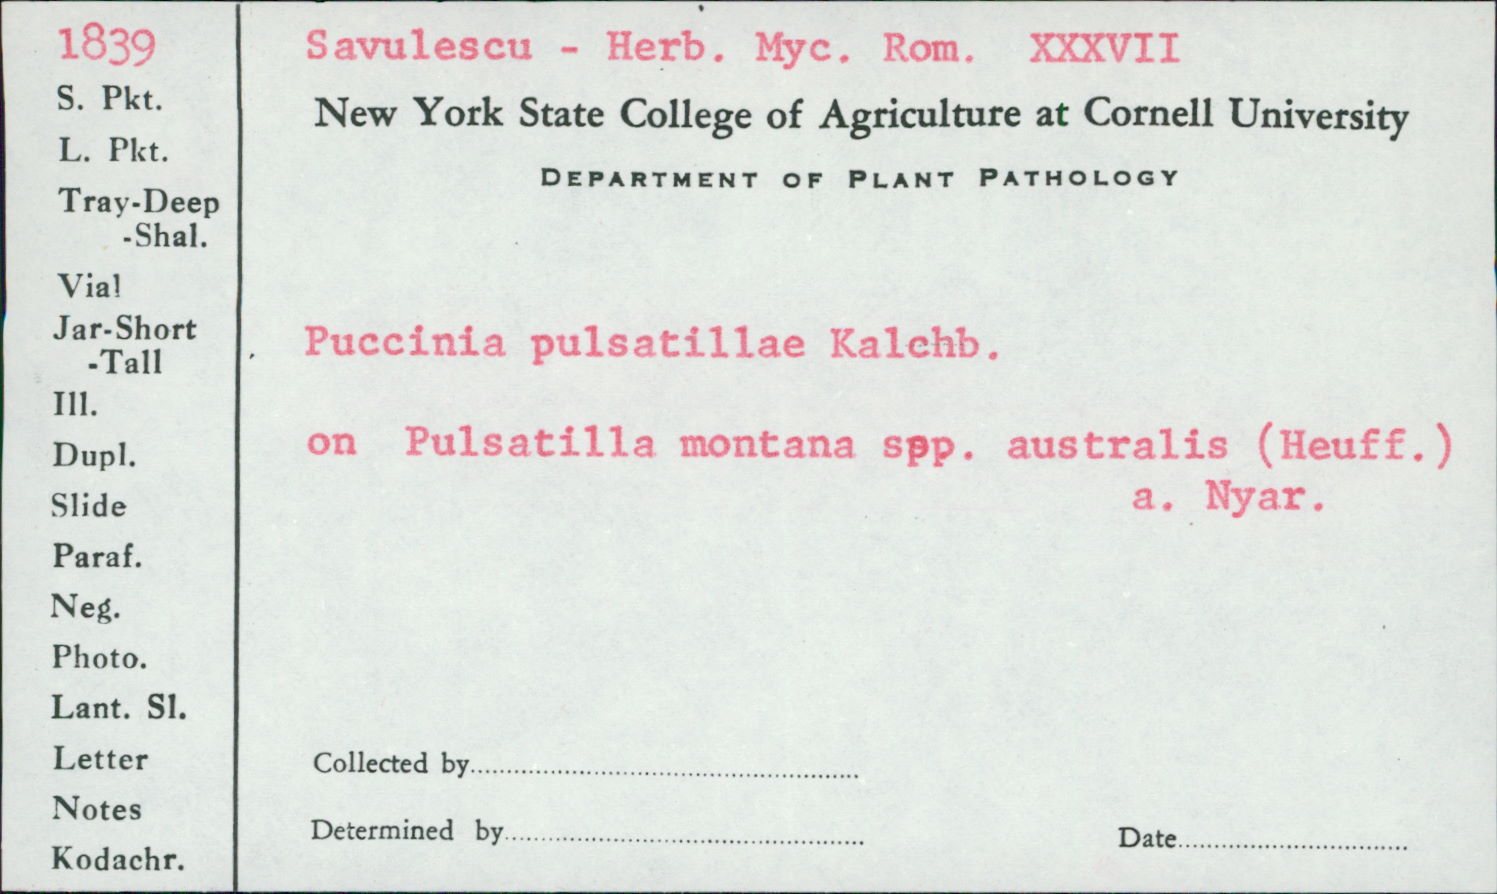 1839
S. Pkt.
L. Pkt.
Tray-Deep
-Shal.
Vial
Jar-Short
-Tall
Ill.
Dupl.
Slide
Paraf.
Neg.
Photo.
Lant. Sl.
Letter
Notes
Kodachr.
Savulescu - Herb. Myc. Rom. XXXVII
New York State College of Agriculture at Cornell University
DEPARTMENT OF PLANT PATHOLOGY
Puccinia pulsatillae Kalchb.
on Pulsatilla montana spp. australis (Heuff.)
a. Nyar.
Collected by
Determined by
Date